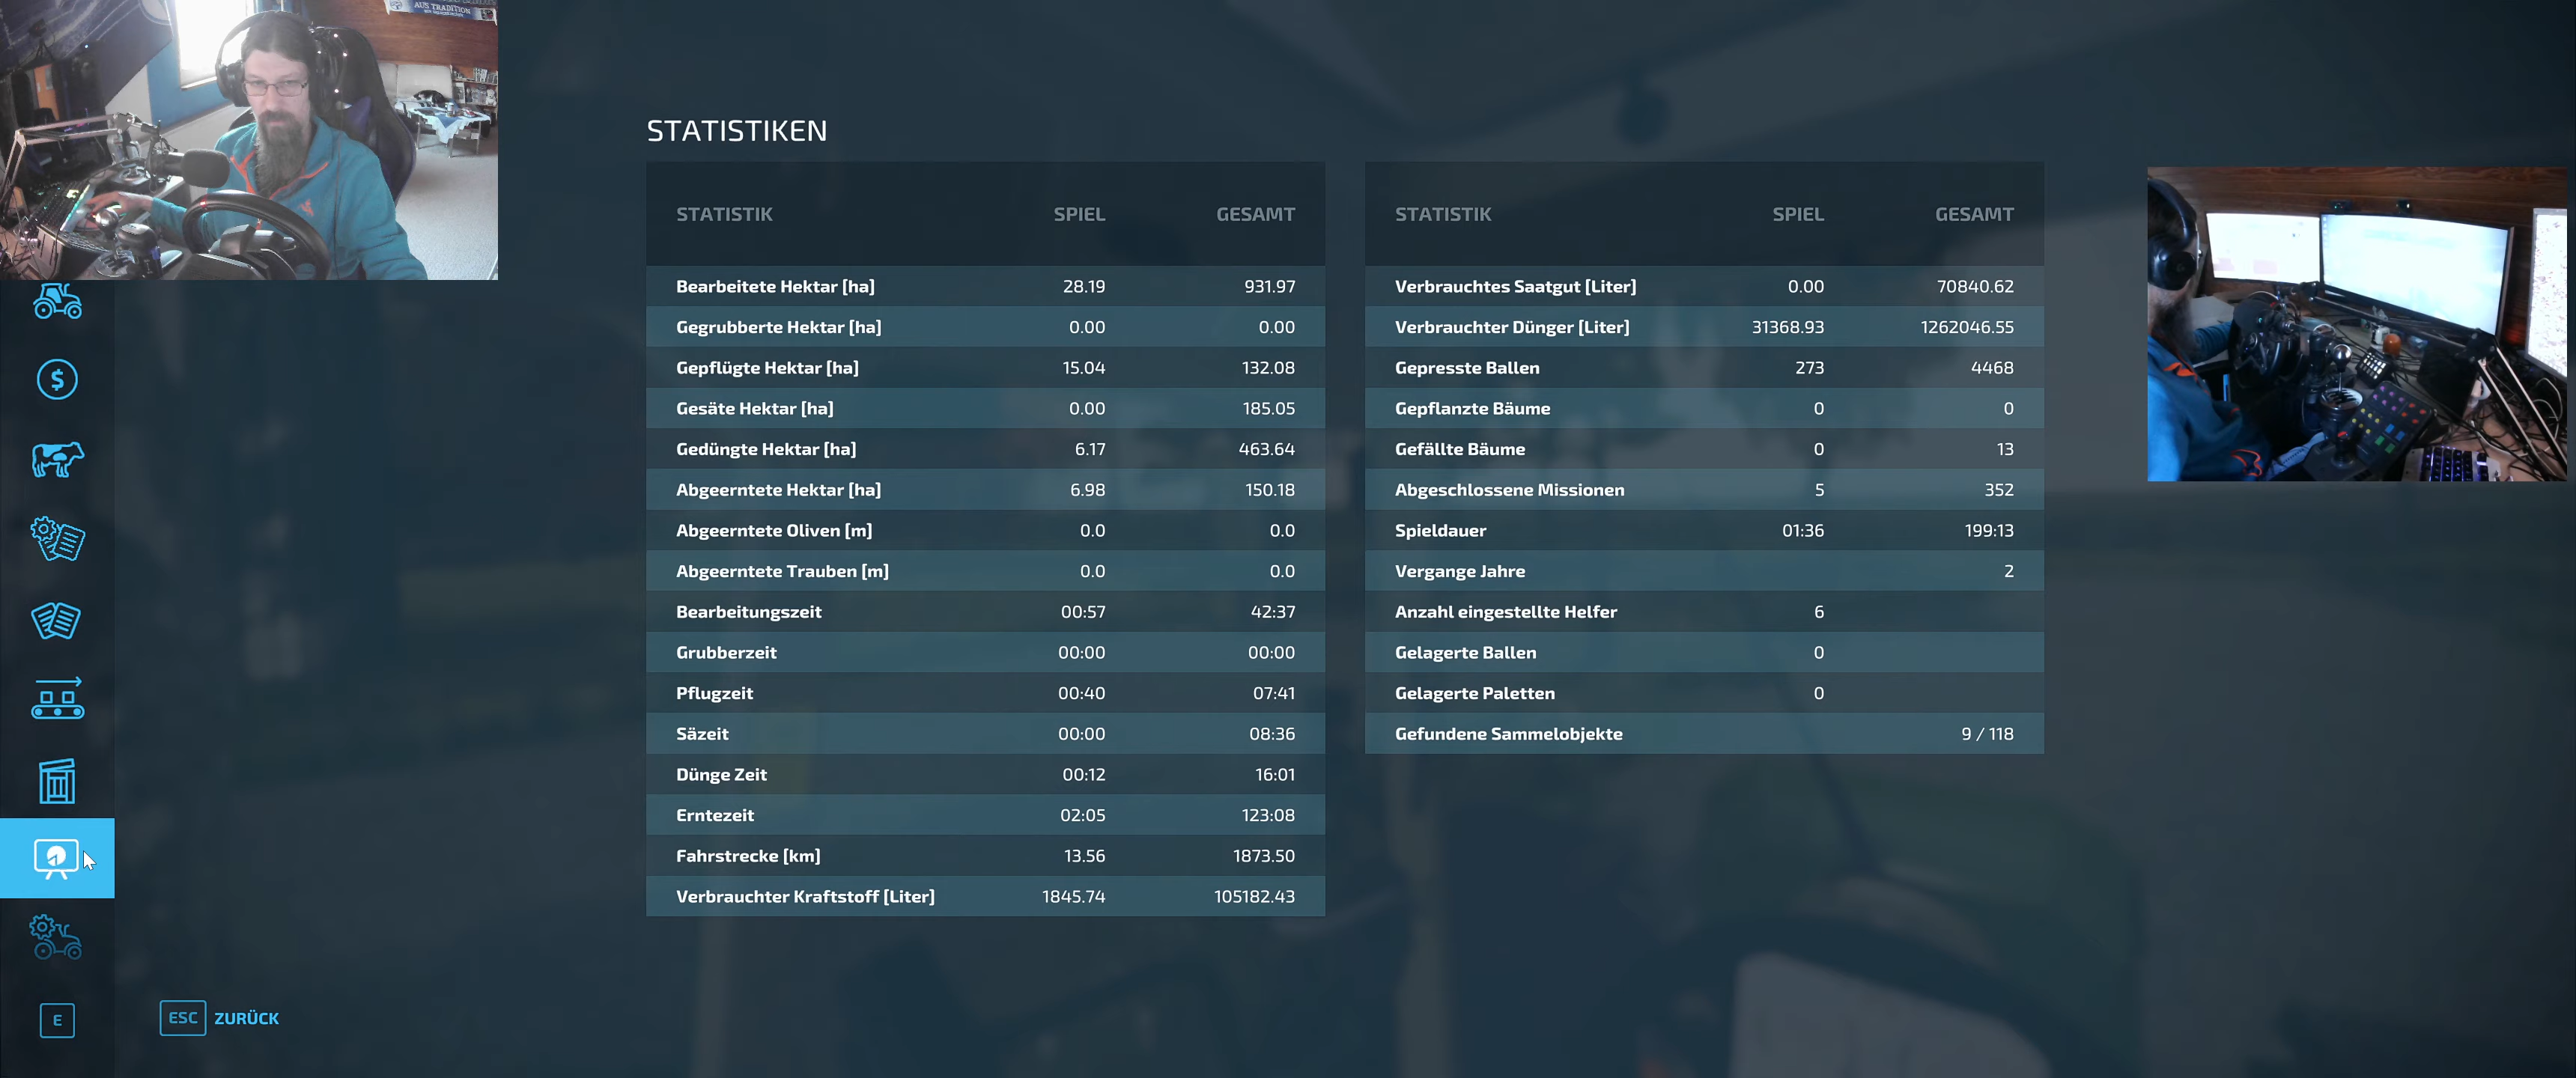 AUS TRADITION
STATISTIKEN
STATISTIK SPIEL GESAMT
Bearbeitete Hektar [ha] 28.19 931.97
Gegrubberte Hektar [ha] 0.00 0.00
Gepflügte Hektar [ha] 15.04 132.08
Gesäte Hektar [ha] 0.00 185.05
Gedüngte Hektar [ha] 6.17 463.64
Abgeerntete Hektar [ha] 6.98 150.18
Abgeerntete Oliven [m] 0.0 0.0
Abgeerntete Trauben [m] 0.0 0.0
Bearbeitungszeit 00:57 42:37
Grubberzeit 00:00 00:00
Pflugzeit 00:40 07:41
Säzeit 00:00 08:36
Dünge Zeit 00:12 16:01
Erntezeit 02:05 123:08
Fahrstrecke [km] 13.56 1873.50
Verbrauchter Kraftstoff [Liter] 1845.74 105182.43
STATISTIK SPIEL GESAMT
Verbrauchtes Saatgut [Liter] 0.00 70840.62
Verbrauchter Dünger [Liter] 31368.93 1262046.55
Gepresste Ballen 273 4468
Gepflanzte Bäume 0 0
Gefällte Bäume 0 13
Abgeschlossene Missionen 5 352
Spieldauer 01:36 199:13
Vergange Jahre 2
Anzahl eingestellte Helfer 6
Gelagerte Ballen 0
Gelagerte Paletten 0
Gefundene Sammelobjekte 9 / 118
E
ESC ZURÜCK